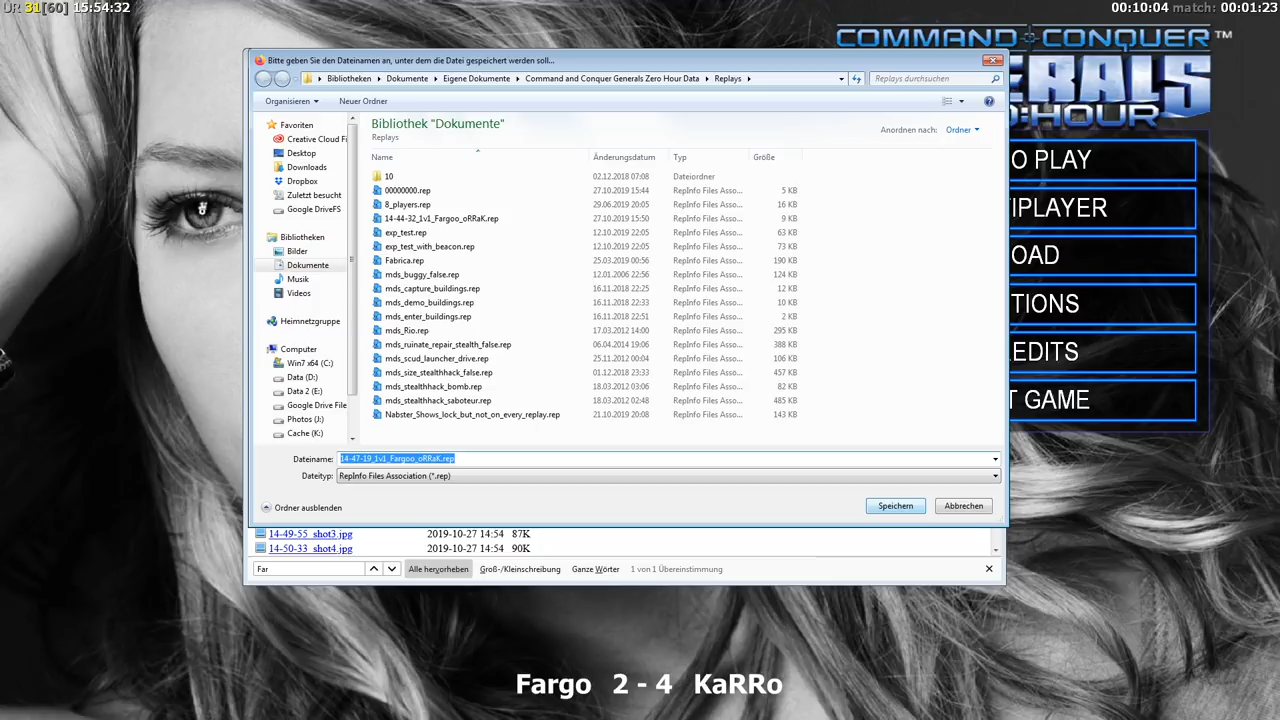 UR 31[60] 15:54:32
00:10:04 match: 00:01:23
COMMAND CONQUER™
ERALS
HOUR
O PLAY
IPLAYER
OAD
TIONS
EDITS
T GAME
Bitte geben Sie den Dateinamen an, unter dem die Datei gespeichert werden soll...
Bibliotheken Dokumente Eigene Dokumente Command and Conquer Generals Zero Hour Data Replays
Replays durchsuchen
Organisieren Neuer Ordner
Favoriten
Creative Cloud Fi
Desktop
Downloads
Dropbox
Zuletzt besucht
Google DriveFS
Bibliotheken
Bilder
Dokumente
Musik
Videos
Heimnetzgruppe
Computer
Win7 x64 (C:)
Data (D:)
Data 2 (E:)
Google Drive File
Photos (J:)
Cache (K:)
Bibliothek "Dokumente"
Replays
Anordnen nach: Ordner
Name Änderungsdatum Typ Größe
10 02.12.2018 07:08 Dateiordner
00000000.rep 27.10.2019 15:44 RepInfo Files Asso... 5 KB
8_players.rep 29.06.2019 20:05 RepInfo Files Asso... 16 KB
14-44-32_1v1_Fargoo_oRRaK.rep 27.10.2019 15:50 RepInfo Files Asso... 9 KB
exp_test.rep 12.10.2019 22:05 RepInfo Files Asso... 63 KB
exp_test_with_beacon.rep 12.10.2019 22:05 RepInfo Files Asso... 73 KB
Fabrica.rep 25.03.2019 00:56 RepInfo Files Asso... 190 KB
mds_buggy_false.rep 12.01.2006 22:56 RepInfo Files Asso... 124 KB
mds_capture_buildings.rep 16.11.2018 22:25 RepInfo Files Asso... 12 KB
mds_demo_buildings.rep 16.11.2018 22:33 RepInfo Files Asso... 10 KB
mds_enter_buildings.rep 16.11.2018 22:51 RepInfo Files Asso... 2 KB
mds_Rio.rep 17.03.2012 14:00 RepInfo Files Asso... 295 KB
mds_ruinate_repair_stealth_false.rep 06.04.2014 19:06 RepInfo Files Asso... 388 KB
mds_scud_launcher_drive.rep 25.11.2012 00:04 RepInfo Files Asso... 106 KB
mds_size_stealthhack_false.rep 01.12.2018 23:33 RepInfo Files Asso... 457 KB
mds_stealthhack_bomb.rep 18.03.2012 03:06 RepInfo Files Asso... 82 KB
mds_stealthhack_saboteur.rep 18.03.2012 02:48 RepInfo Files Asso... 485 KB
Nabster_Shows_lock_but_not_on_every_replay.rep 21.10.2019 20:08 RepInfo Files Asso... 143 KB
Dateiname: 14-47-19_1v1_Fargoo_oRRaK.rep
Dateityp: RepInfo Files Association (*.rep)
Ordner ausblenden
Speichern Abbrechen
14-49-55_shot3.jpg 2019-10-27 14:54 87K
14-50-33_shot4.jpg 2019-10-27 14:54 90K
Far
Alle hervorheben Groß-/Kleinschreibung Ganze Wörter 1 von 1 Übereinstimmung
Fargo 2 - 4 KaRRo